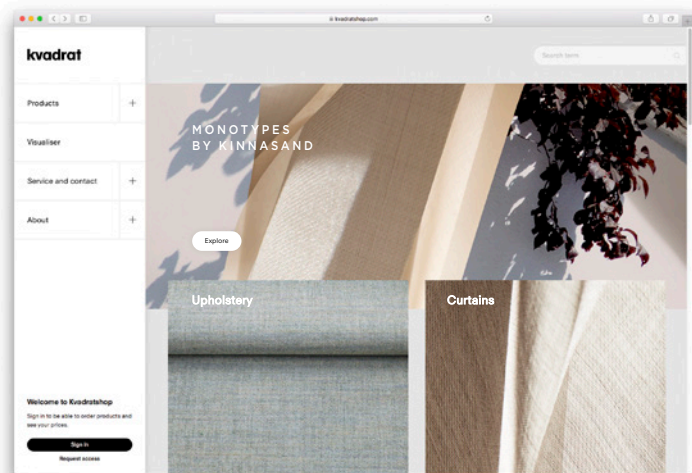 kvadratshop.com
kvadrat
Search term
Products
Visualiser
Service and contact
About
MONOTYPES
BY KINNASAND
Explore
Upholstery
Curtains
Welcome to Kvadratshop
Sign in to be able to order products and
see your prices.
Sign in
Request access